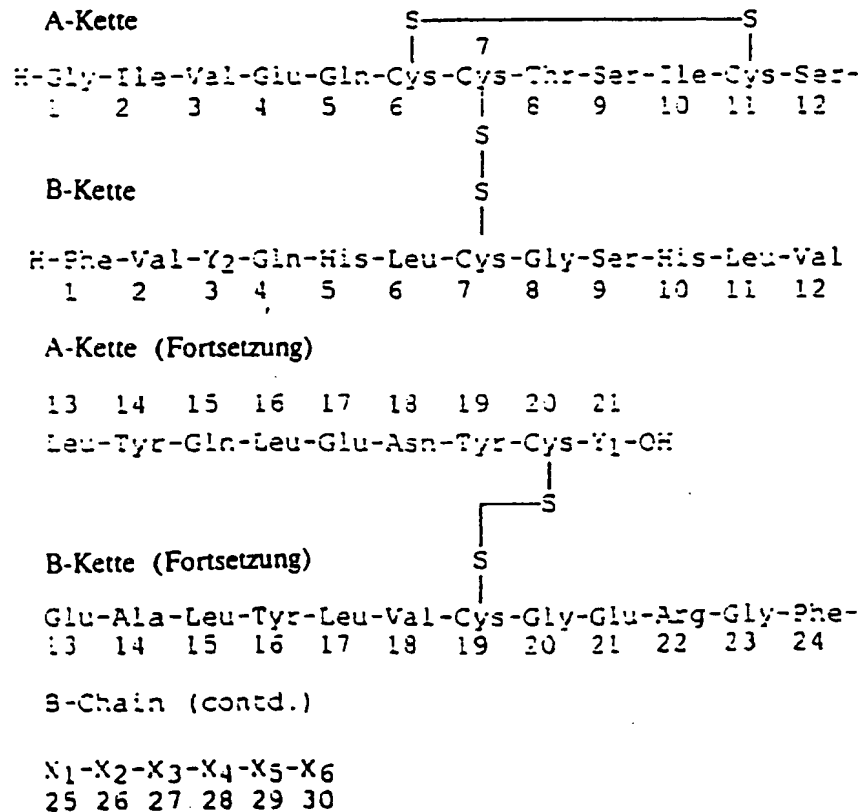 A-Kette
S S
7
H-Gly-Ile-Val-Glu-Gln-Cys-Cys-Thr-Ser-Ile-Cys-Ser-
1 2 3 4 5 6 8 9 10 11 12
S
S
B-Kette
H-Phe-Val-Y2-Gln-His-Leu-Cys-Gly-Ser-His-Leu-Val
1 2 3 4 5 6 7 8 9 10 11 12
A-Kette (Fortsetzung)
13 14 15 16 17 18 19 20 21
Leu-Tyr-Gln-Leu-Glu-Asn-Tyr-Cys-Y1-OH
S
S
B-Kette (Fortsetzung)
Glu-Ala-Leu-Tyr-Leu-Val-Cys-Gly-Glu-Arg-Gly-Phe-
13 14 15 16 17 18 19 20 21 22 23 24
B-Chain (contd.)
X1-X2-X3-X4-X5-X6
25 26 27 28 29 30